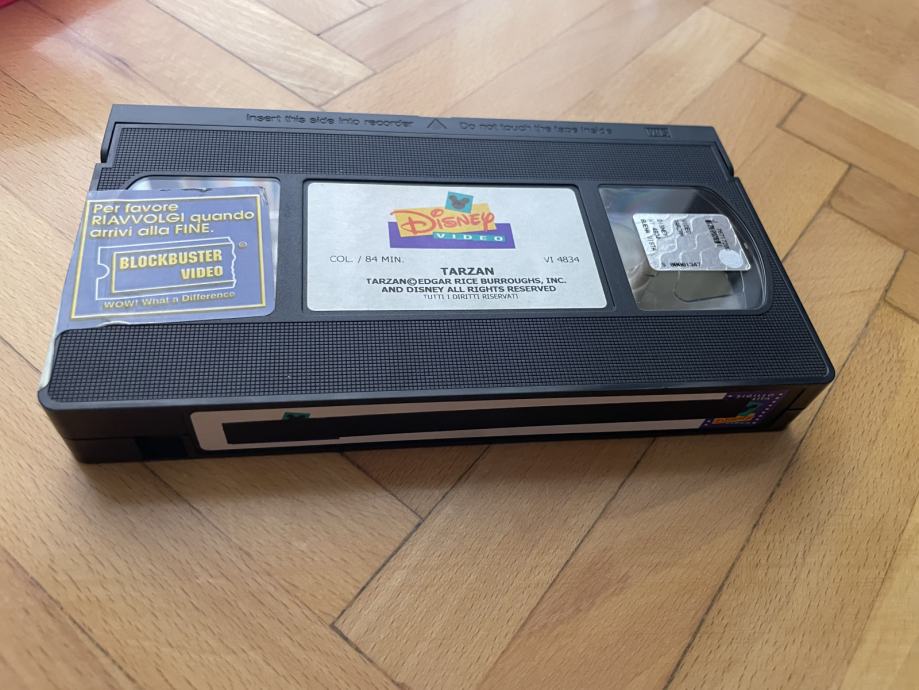 Insert this side into recorder Do not touch the tape inside VHS
Per favore
RIAVVOLGI quando
arrivi alla FINE.
BLOCKBUSTER
VIDEO
WOW! What a Difference
DISNEY
VIDEO
COL. / 84 MIN. VI 4834
TARZAN
TARZAN©EDGAR RICE BURROUGHS, INC.
AND DISNEY ALL RIGHTS RESERVED
TUTTI I DIRITTI RISERVATI